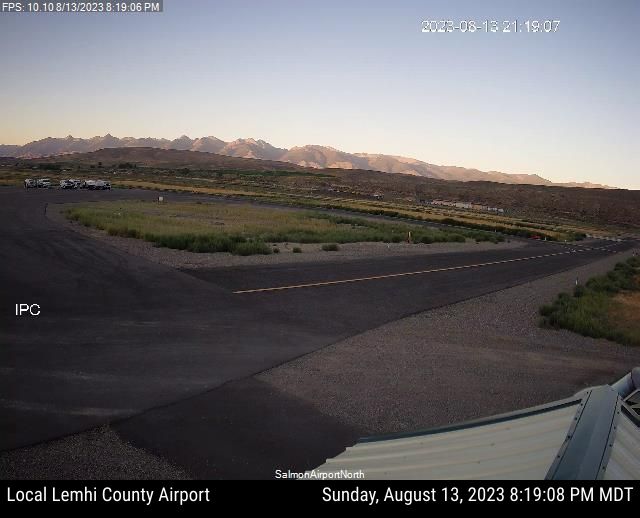 FPS: 10.10 8/13/2023 8:19:06 PM
2023-08-13 21:19:07
IPC
SalmonAirportNorth
Local Lemhi County Airport
Sunday, August 13, 2023 8:19:08 PM MDT